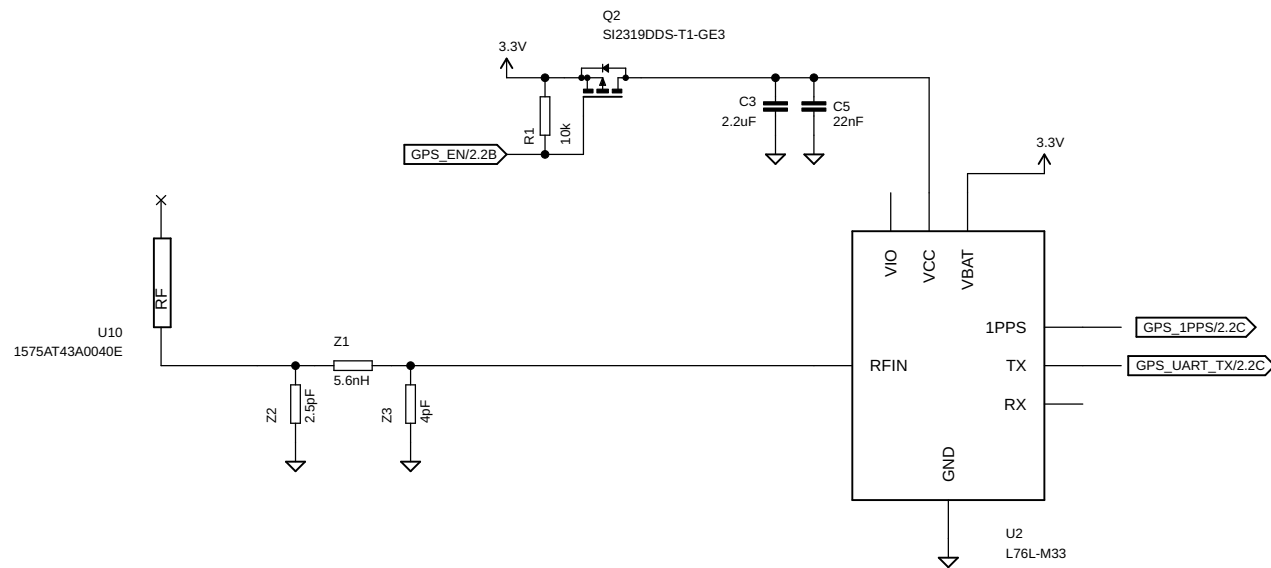 Q2
SI2319DDS-T1-GE3
3.3V
R1
10k
GPS_EN/2.2B
C3
2.2uF
C5
22nF
3.3V
VIO
VCC
VBAT
RF
U10
1575AT43A0040E
Z1
5.6nH
Z2
2.5pF
Z3
4pF
RFIN
1PPS
TX
RX
GND
GPS_1PPS/2.2C
GPS_UART_TX/2.2C
U2
L76L-M33